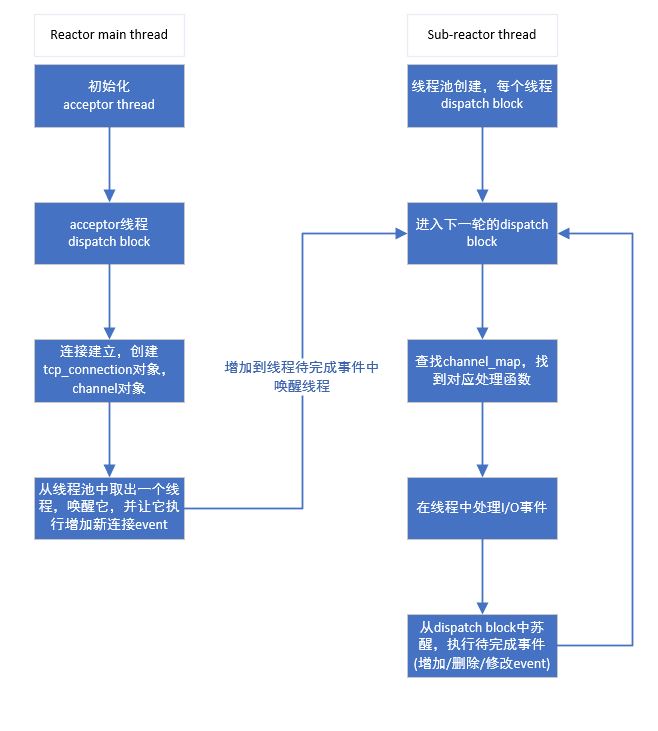 Reactor main thread
初始化
acceptor thread
acceptor线程
dispatch block
连接建立，创建
tcp_connection对象，
channel对象
从线程池中取出一个线
程，唤醒它，并让它执
行增加新连接event
增加到线程待完成事件中
唤醒线程
Sub-reactor thread
线程池创建，每个线程
dispatch block
进入下一轮的dispatch
block
查找channel_map，找
到对应处理函数
在线程中处理I/O事件
从dispatch block中苏
醒，执行待完成事件
(增加/删除/修改event)